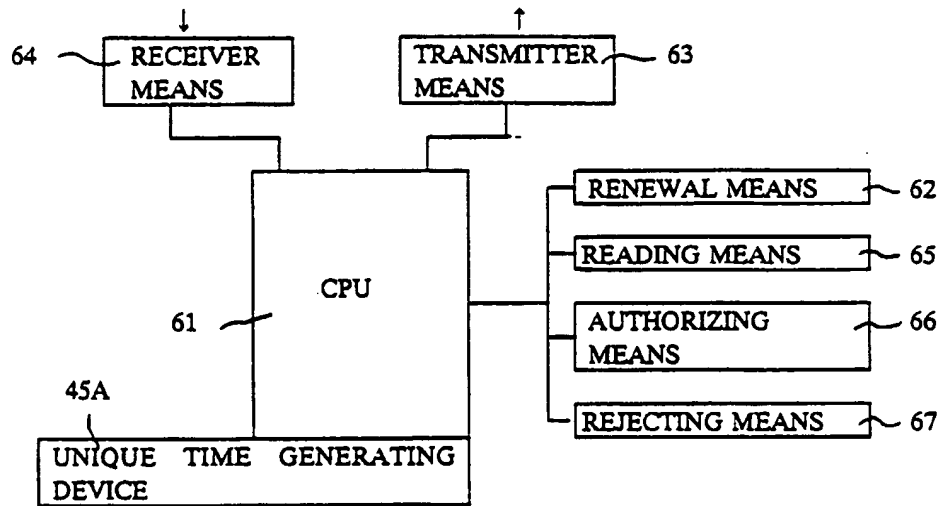 64
RECEIVER
MEANS
TRANSMITTER
MEANS
63
RENEWAL MEANS
62
READING MEANS
65
CPU
61
AUTHORIZING
MEANS
66
REJECTING MEANS
67
45A
UNIQUE TIME GENERATING
DEVICE